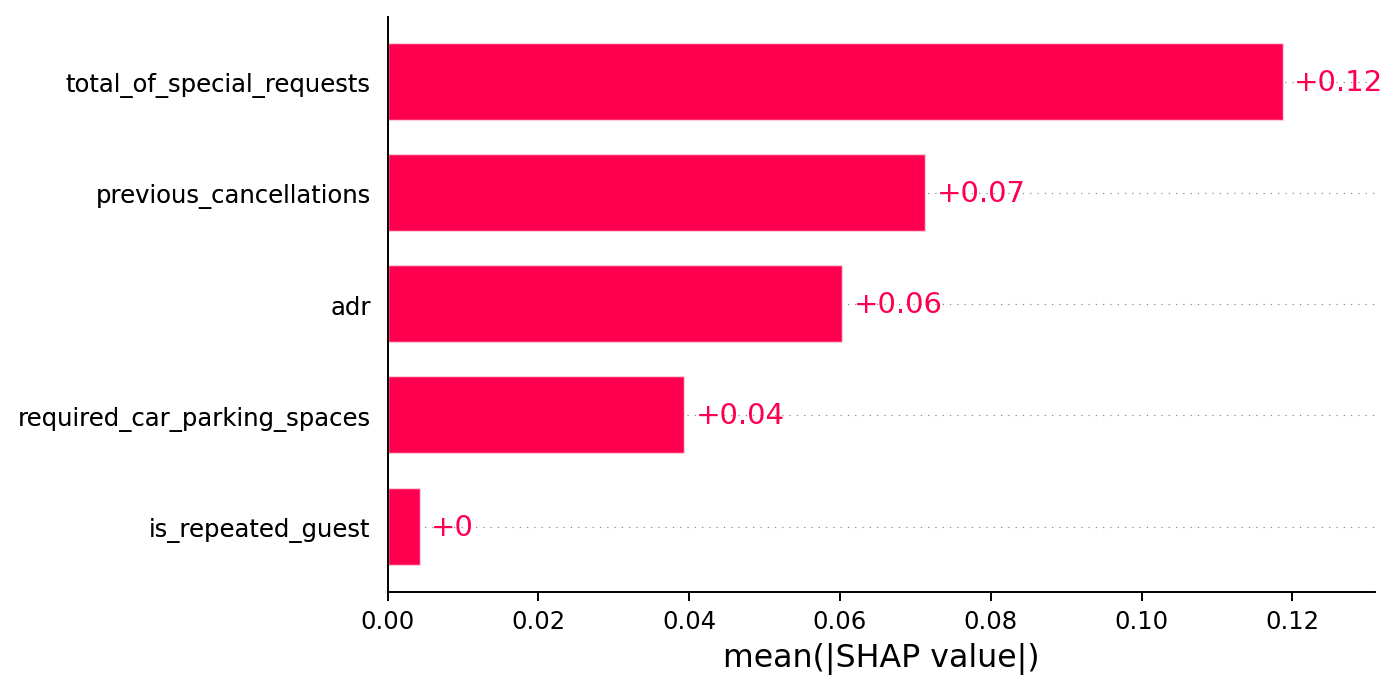 total_of_special_requests +0.12
previous_cancellations +0.07
adr +0.06
required_car_parking_spaces +0.04
is_repeated_guest +0
0.00 0.02 0.04 0.06 0.08 0.10 0.12
mean(|SHAP value|)